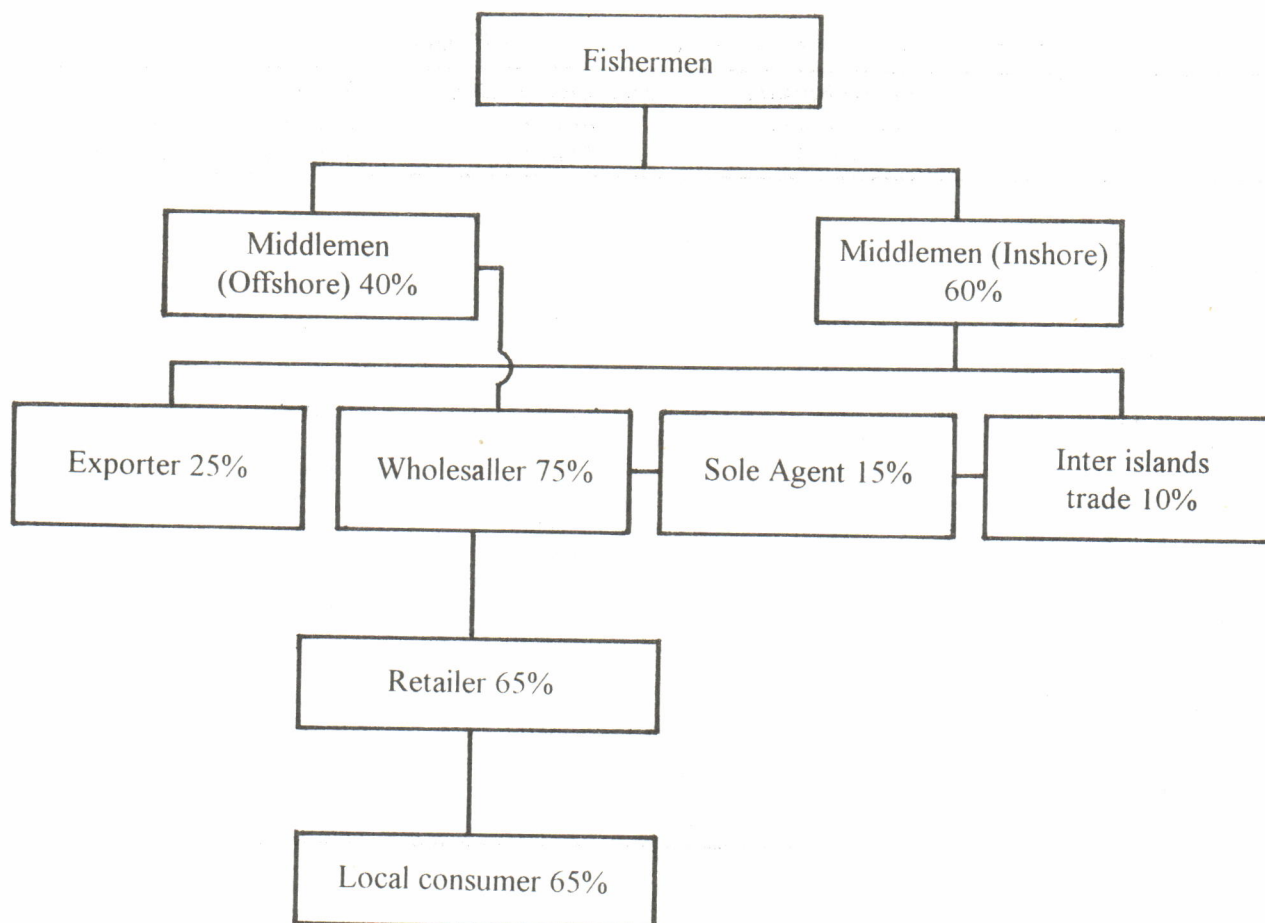 Fishermen
Middlemen
(Offshore) 40%
Middlemen (Inshore)
60%
Exporter 25%
Wholesaller 75%
Sole Agent 15%
Inter islands
trade 10%
Retailer 65%
Local consumer 65%